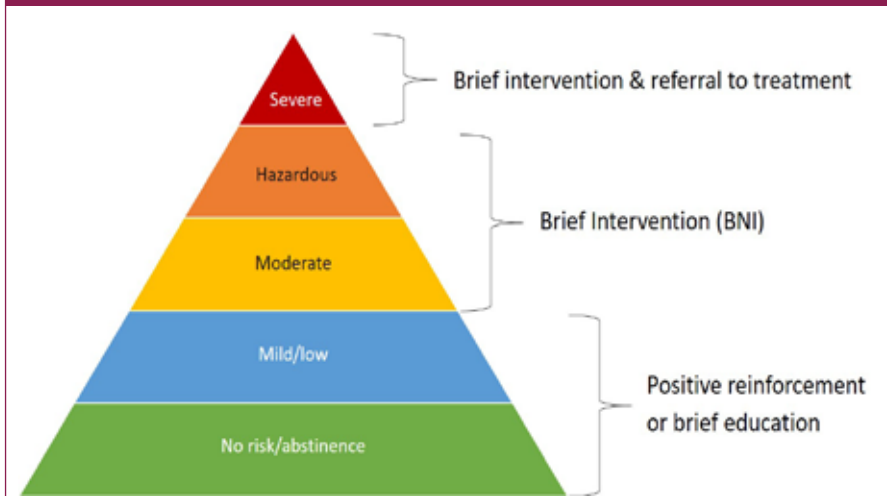 Severe
Brief intervention & referral to treatment
Hazardous
Moderate
Brief Intervention (BNI)
Mild/low
No risk/abstinence
Positive reinforcement
or brief education